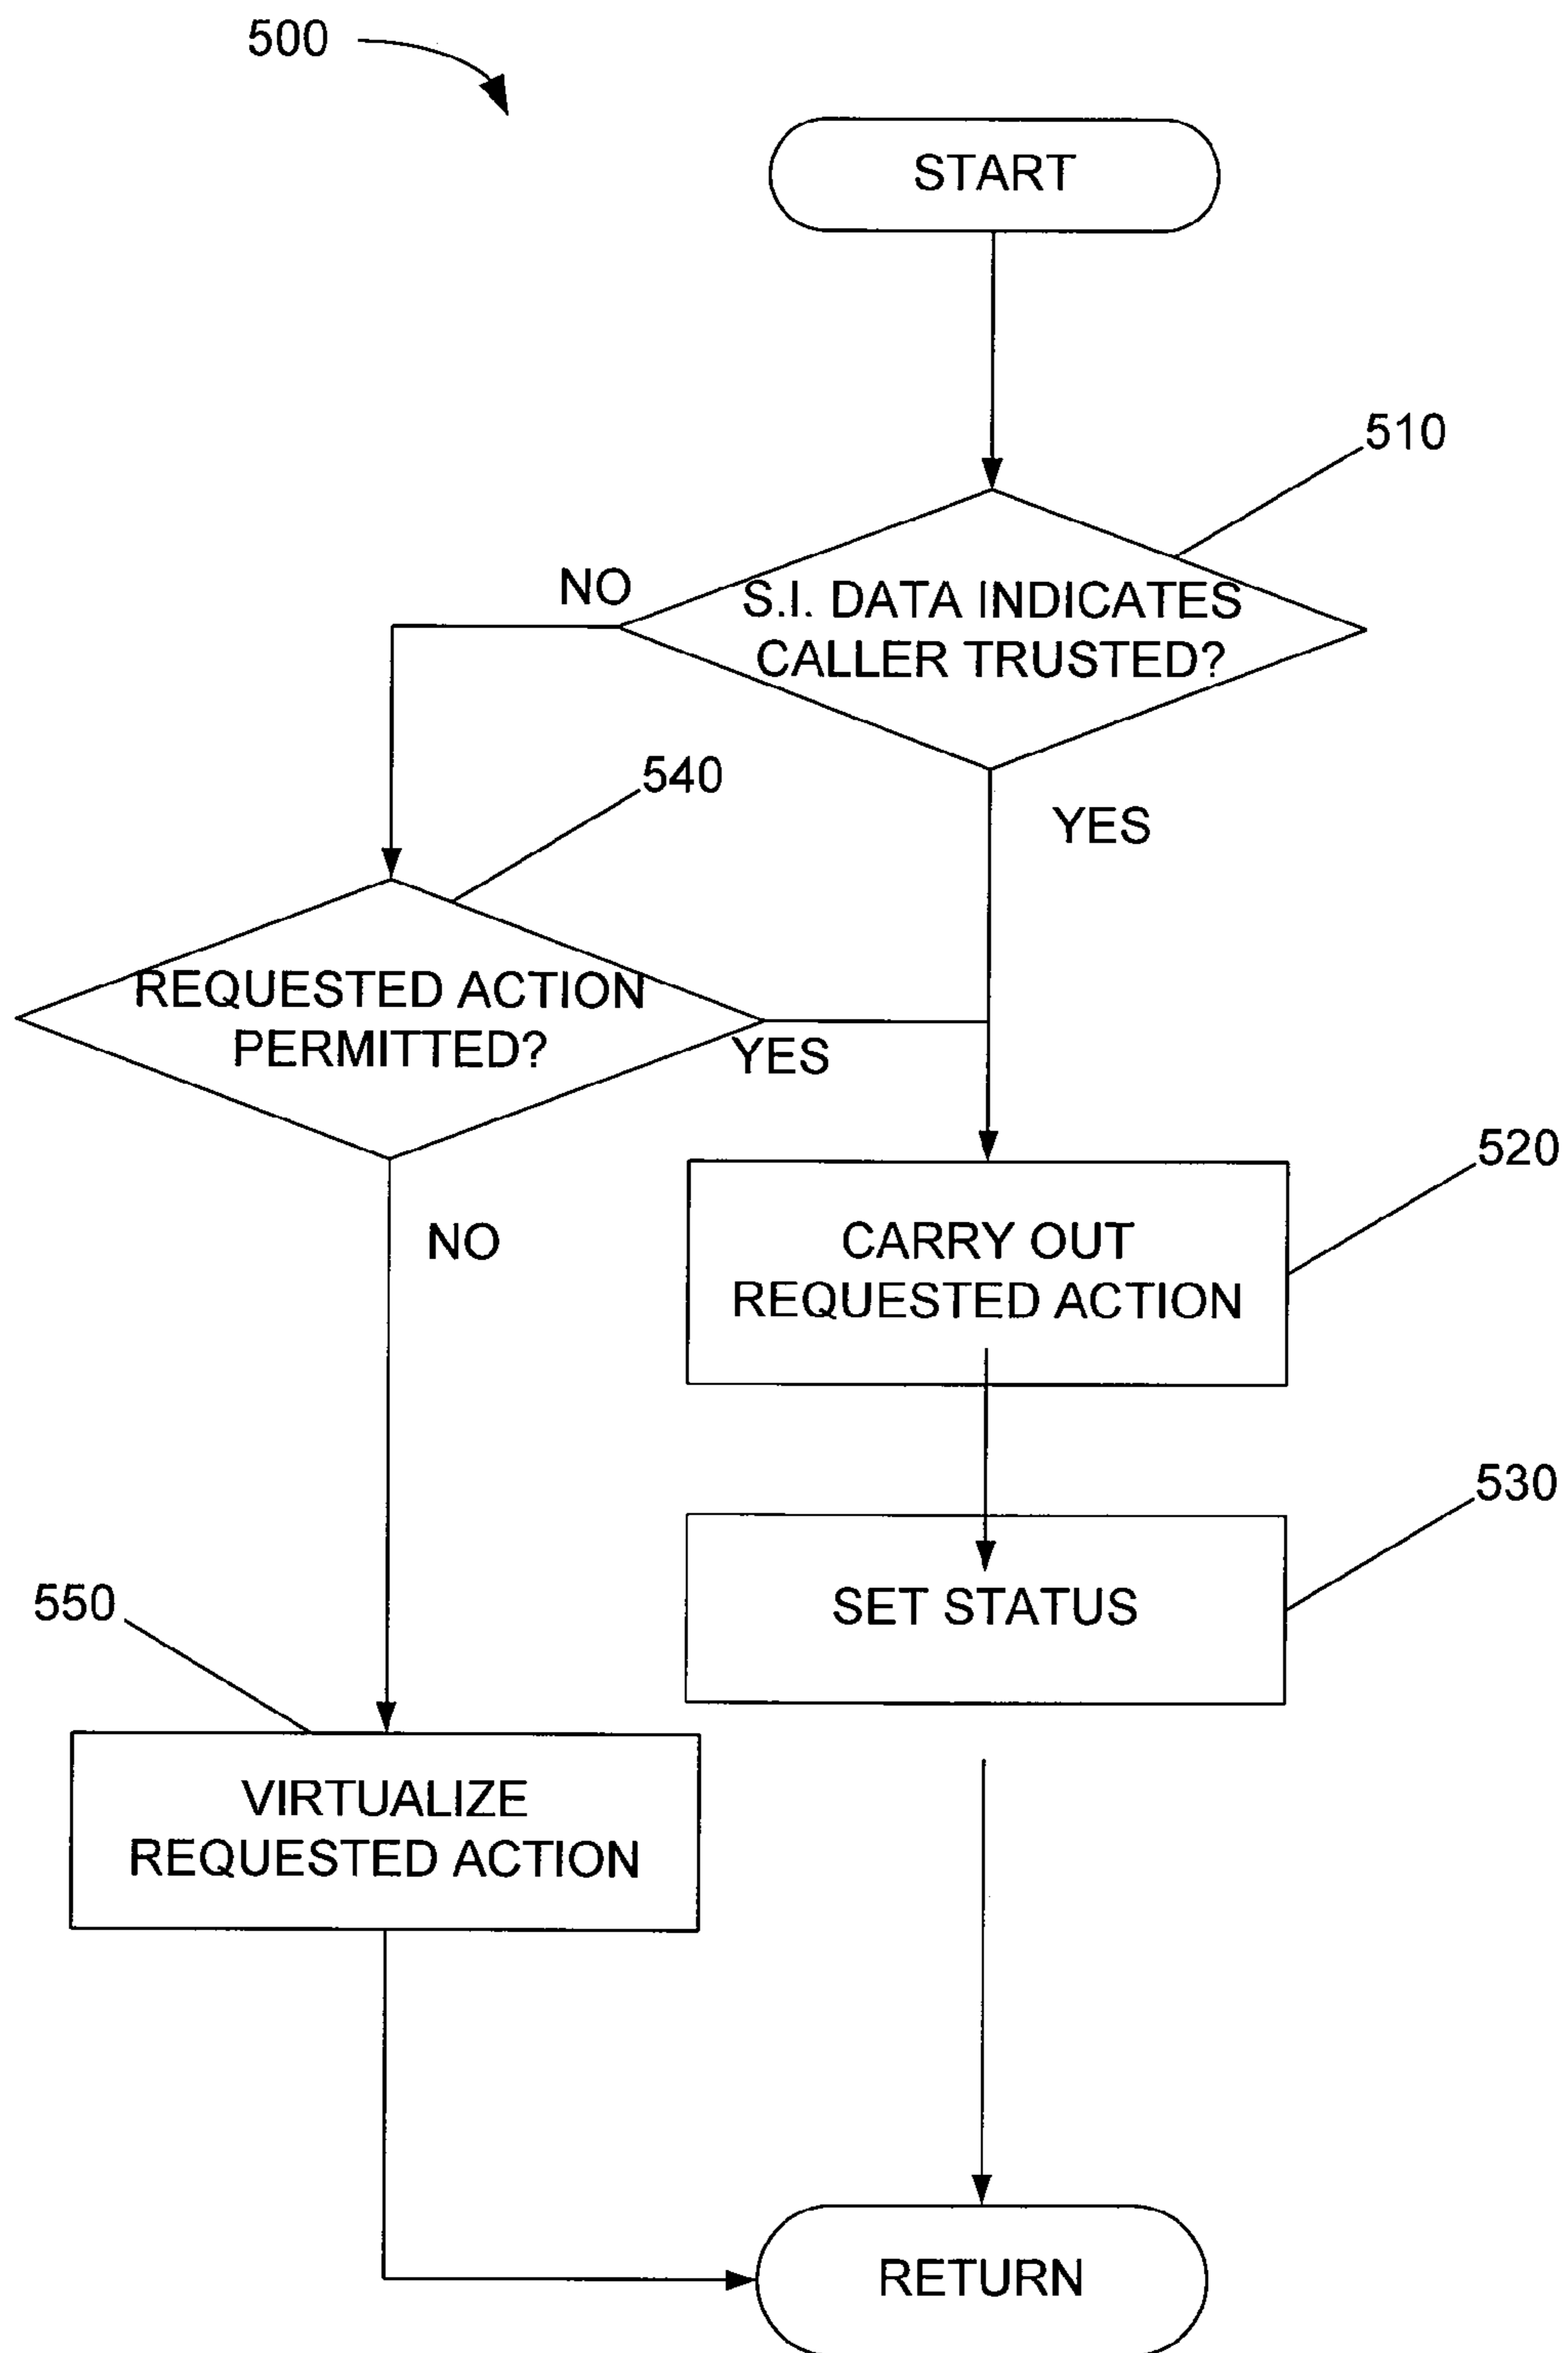 500
START
510
NO
S.I. DATA INDICATES
CALLER TRUSTED?
540
YES
REQUESTED ACTION
PERMITTED?
YES
520
NO
CARRY OUT
REQUESTED ACTION
530
550
SET STATUS
VIRTUALIZE
REQUESTED ACTION
RETURN